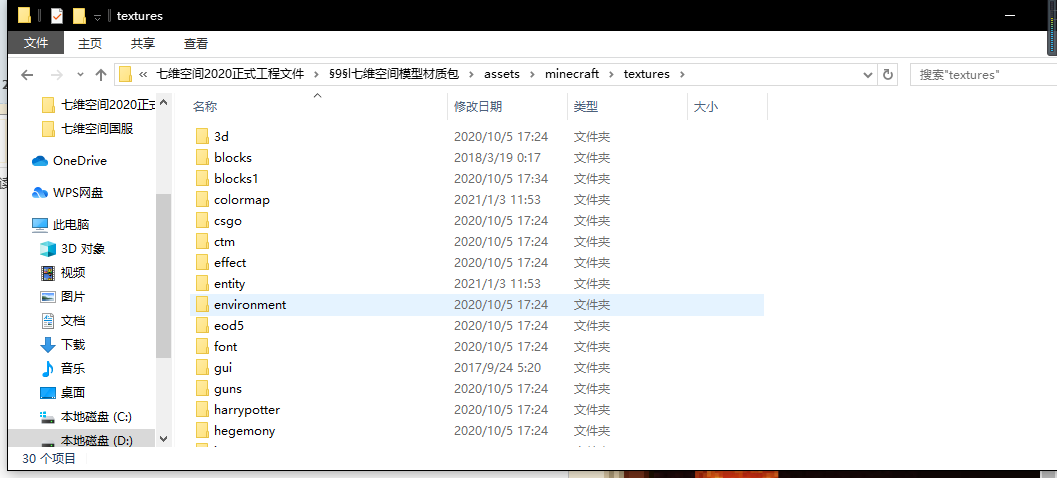 textures
文件 主页 共享 查看
« 七维空间2020正式工程文件 › §9§l七维空间模型材质包 › assets › minecraft › textures ›
搜索"textures"
七维空间2020正式
七维空间国服
OneDrive
WPS网盘
此电脑
3D 对象
视频
图片
文档
下载
音乐
桌面
本地磁盘 (C:)
本地磁盘 (D:)
名称 修改日期 类型 大小
3d 2020/10/5 17:24 文件夹
blocks 2018/3/19 0:17 文件夹
blocks1 2020/10/5 17:34 文件夹
colormap 2021/1/3 11:53 文件夹
csgo 2020/10/5 17:24 文件夹
ctm 2020/10/5 17:24 文件夹
effect 2020/10/5 17:24 文件夹
entity 2021/1/3 11:53 文件夹
environment 2020/10/5 17:24 文件夹
eod5 2020/10/5 17:24 文件夹
font 2020/10/5 17:24 文件夹
gui 2017/9/24 5:20 文件夹
guns 2020/10/5 17:24 文件夹
harrypotter 2020/10/5 17:24 文件夹
hegemony 2020/10/5 17:24 文件夹
30 个项目